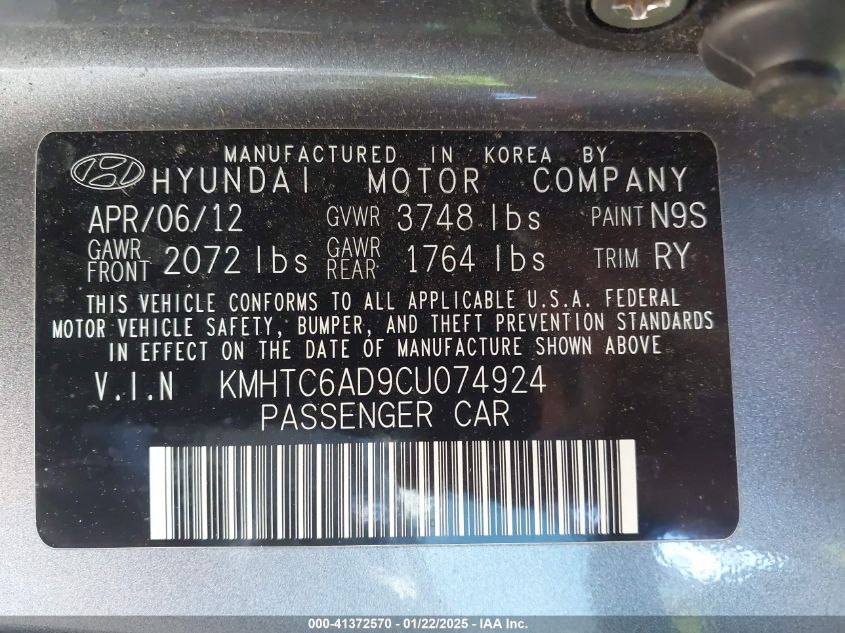 MANUFACTURED IN KOREA BY
HYUNDAI MOTOR COMPANY
APR/06/12 GVWR 3748 lbs PAINT N9S
GAWR FRONT 2072 lbs GAWR REAR 1764 lbs TRIM RY
THIS VEHICLE CONFORMS TO ALL APPLICABLE U.S.A. FEDERAL
MOTOR VEHICLE SAFETY, BUMPER, AND THEFT PREVENTION STANDARDS
IN EFFECT ON THE DATE OF MANUFACTURE SHOWN ABOVE
V.I.N KMHTC6AD9CU074924
PASSENGER CAR
000-41372570 - 01/22/2025 - IAA Inc.